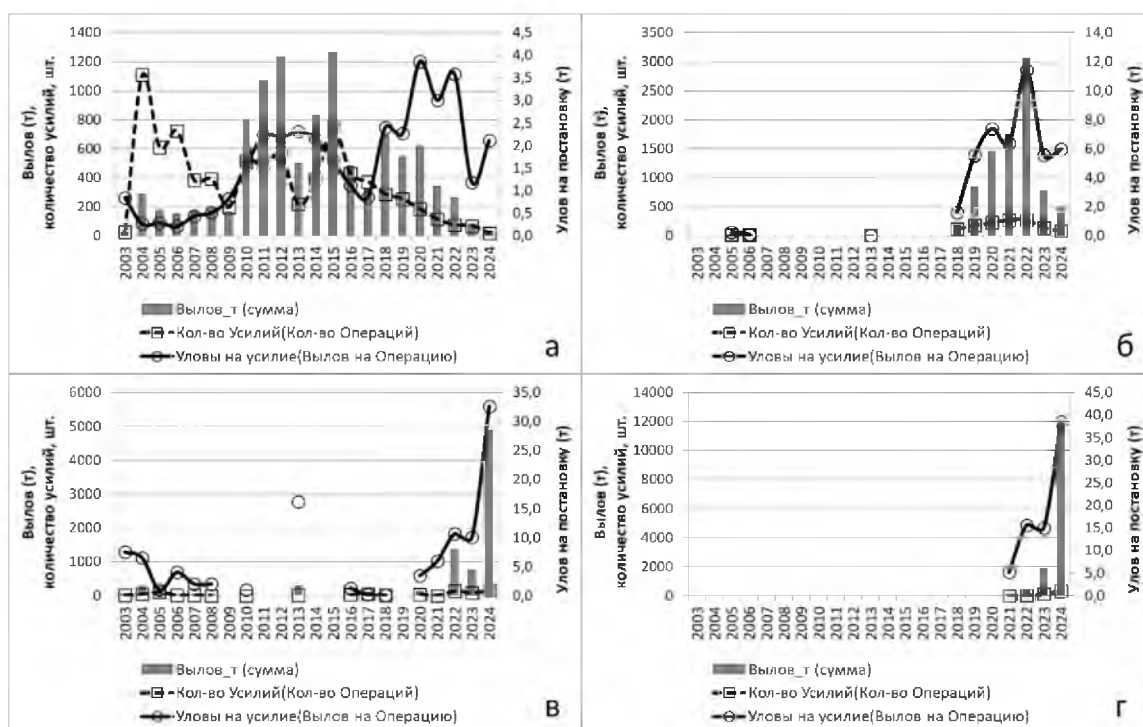 Вылов (т),
количество усилий, шт.
1400
1200
1000
800
600
400
200
0
4,5
4,0
3,5
3,0
2,5
2,0
1,5
1,0
0,5
0,0
Улов на постановку (т)
2003 2004 2005 2006 2007 2008 2009 2010 2011 2012 2013 2014 2015 2016 2017 2018 2019 2020 2021 2022 2023 2024
Вылов_т (сумма)
Кол-во Усилий(Кол-во Операций)
Уловы на усилие(Вылов на Операцию)
а
Вылов (т),
количество усилий, шт.
3500
3000
2500
2000
1500
1000
500
0
14,0
12,0
10,0
8,0
6,0
4,0
2,0
0,0
Улов на постановку (т)
2003 2004 2005 2006 2007 2008 2009 2010 2011 2012 2013 2014 2015 2016 2017 2018 2019 2020 2021 2022 2023 2024
Вылов_т (сумма)
Кол-во Усилий(Кол-во Операций)
Уловы на усилие(Вылов на Операцию)
б
Вылов (т),
количество усилий, шт.
6000
5000
4000
3000
2000
1000
0
35,0
30,0
25,0
20,0
15,0
10,0
5,0
0,0
Улов на постановку (т)
2003 2004 2005 2006 2007 2008 2009 2010 2011 2012 2013 2014 2015 2016 2017 2018 2019 2020 2021 2022 2023 2024
Вылов_т (сумма)
Кол-во Усилий(Кол-во Операций)
Уловы на усилие(Вылов на Операцию)
в
Вылов (т),
количество усилий, шт.
14000
12000
10000
8000
6000
4000
2000
0
45,0
40,0
35,0
30,0
25,0
20,0
15,0
10,0
5,0
0,0
Улов на постановку (т)
2003 2004 2005 2006 2007 2008 2009 2010 2011 2012 2013 2014 2015 2016 2017 2018 2019 2020 2021 2022 2023 2024
Вылов_т (сумма)
Кол-во Усилий(Кол-во Операций)
Уловы на усилие(Вылов на Операцию)
г